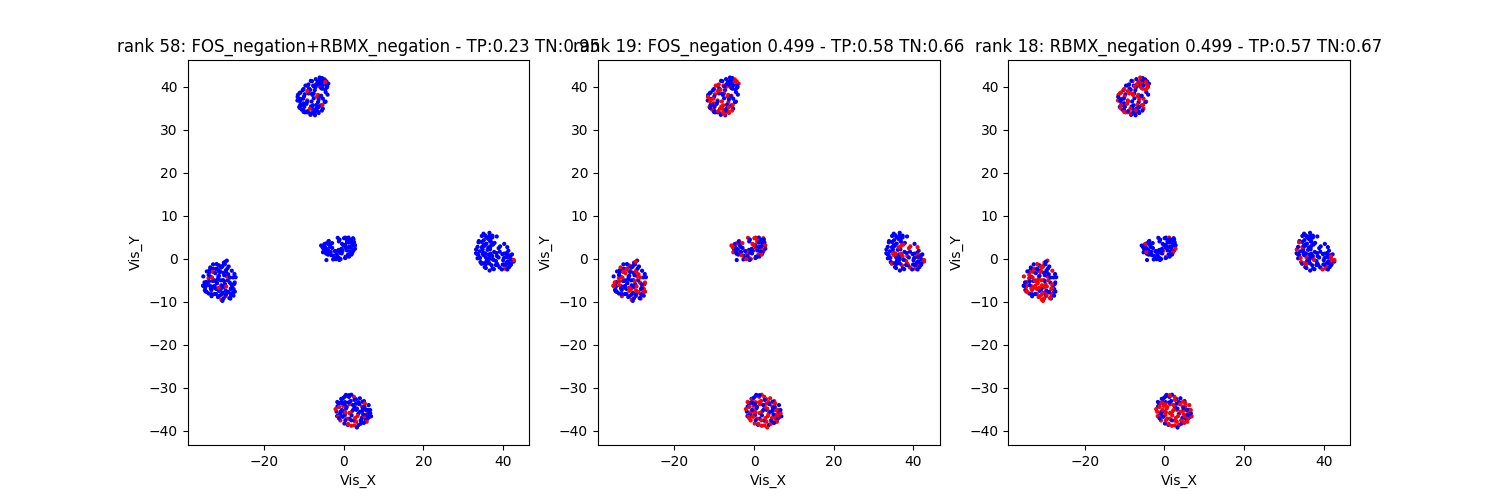 rank 58: FOS_negation+RBMX_negation - TP:0.23 TN:0.95
rank 19: FOS_negation 0.499 - TP:0.58 TN:0.66
rank 18: RBMX_negation 0.499 - TP:0.57 TN:0.67
40
30
20
10
0
−10
−20
−30
−40
Vis_Y
−20 0 20 40
Vis_X
40
30
20
10
0
−10
−20
−30
−40
Vis_Y
−20 0 20 40
Vis_X
40
30
20
10
0
−10
−20
−30
−40
Vis_Y
−20 0 20 40
Vis_X